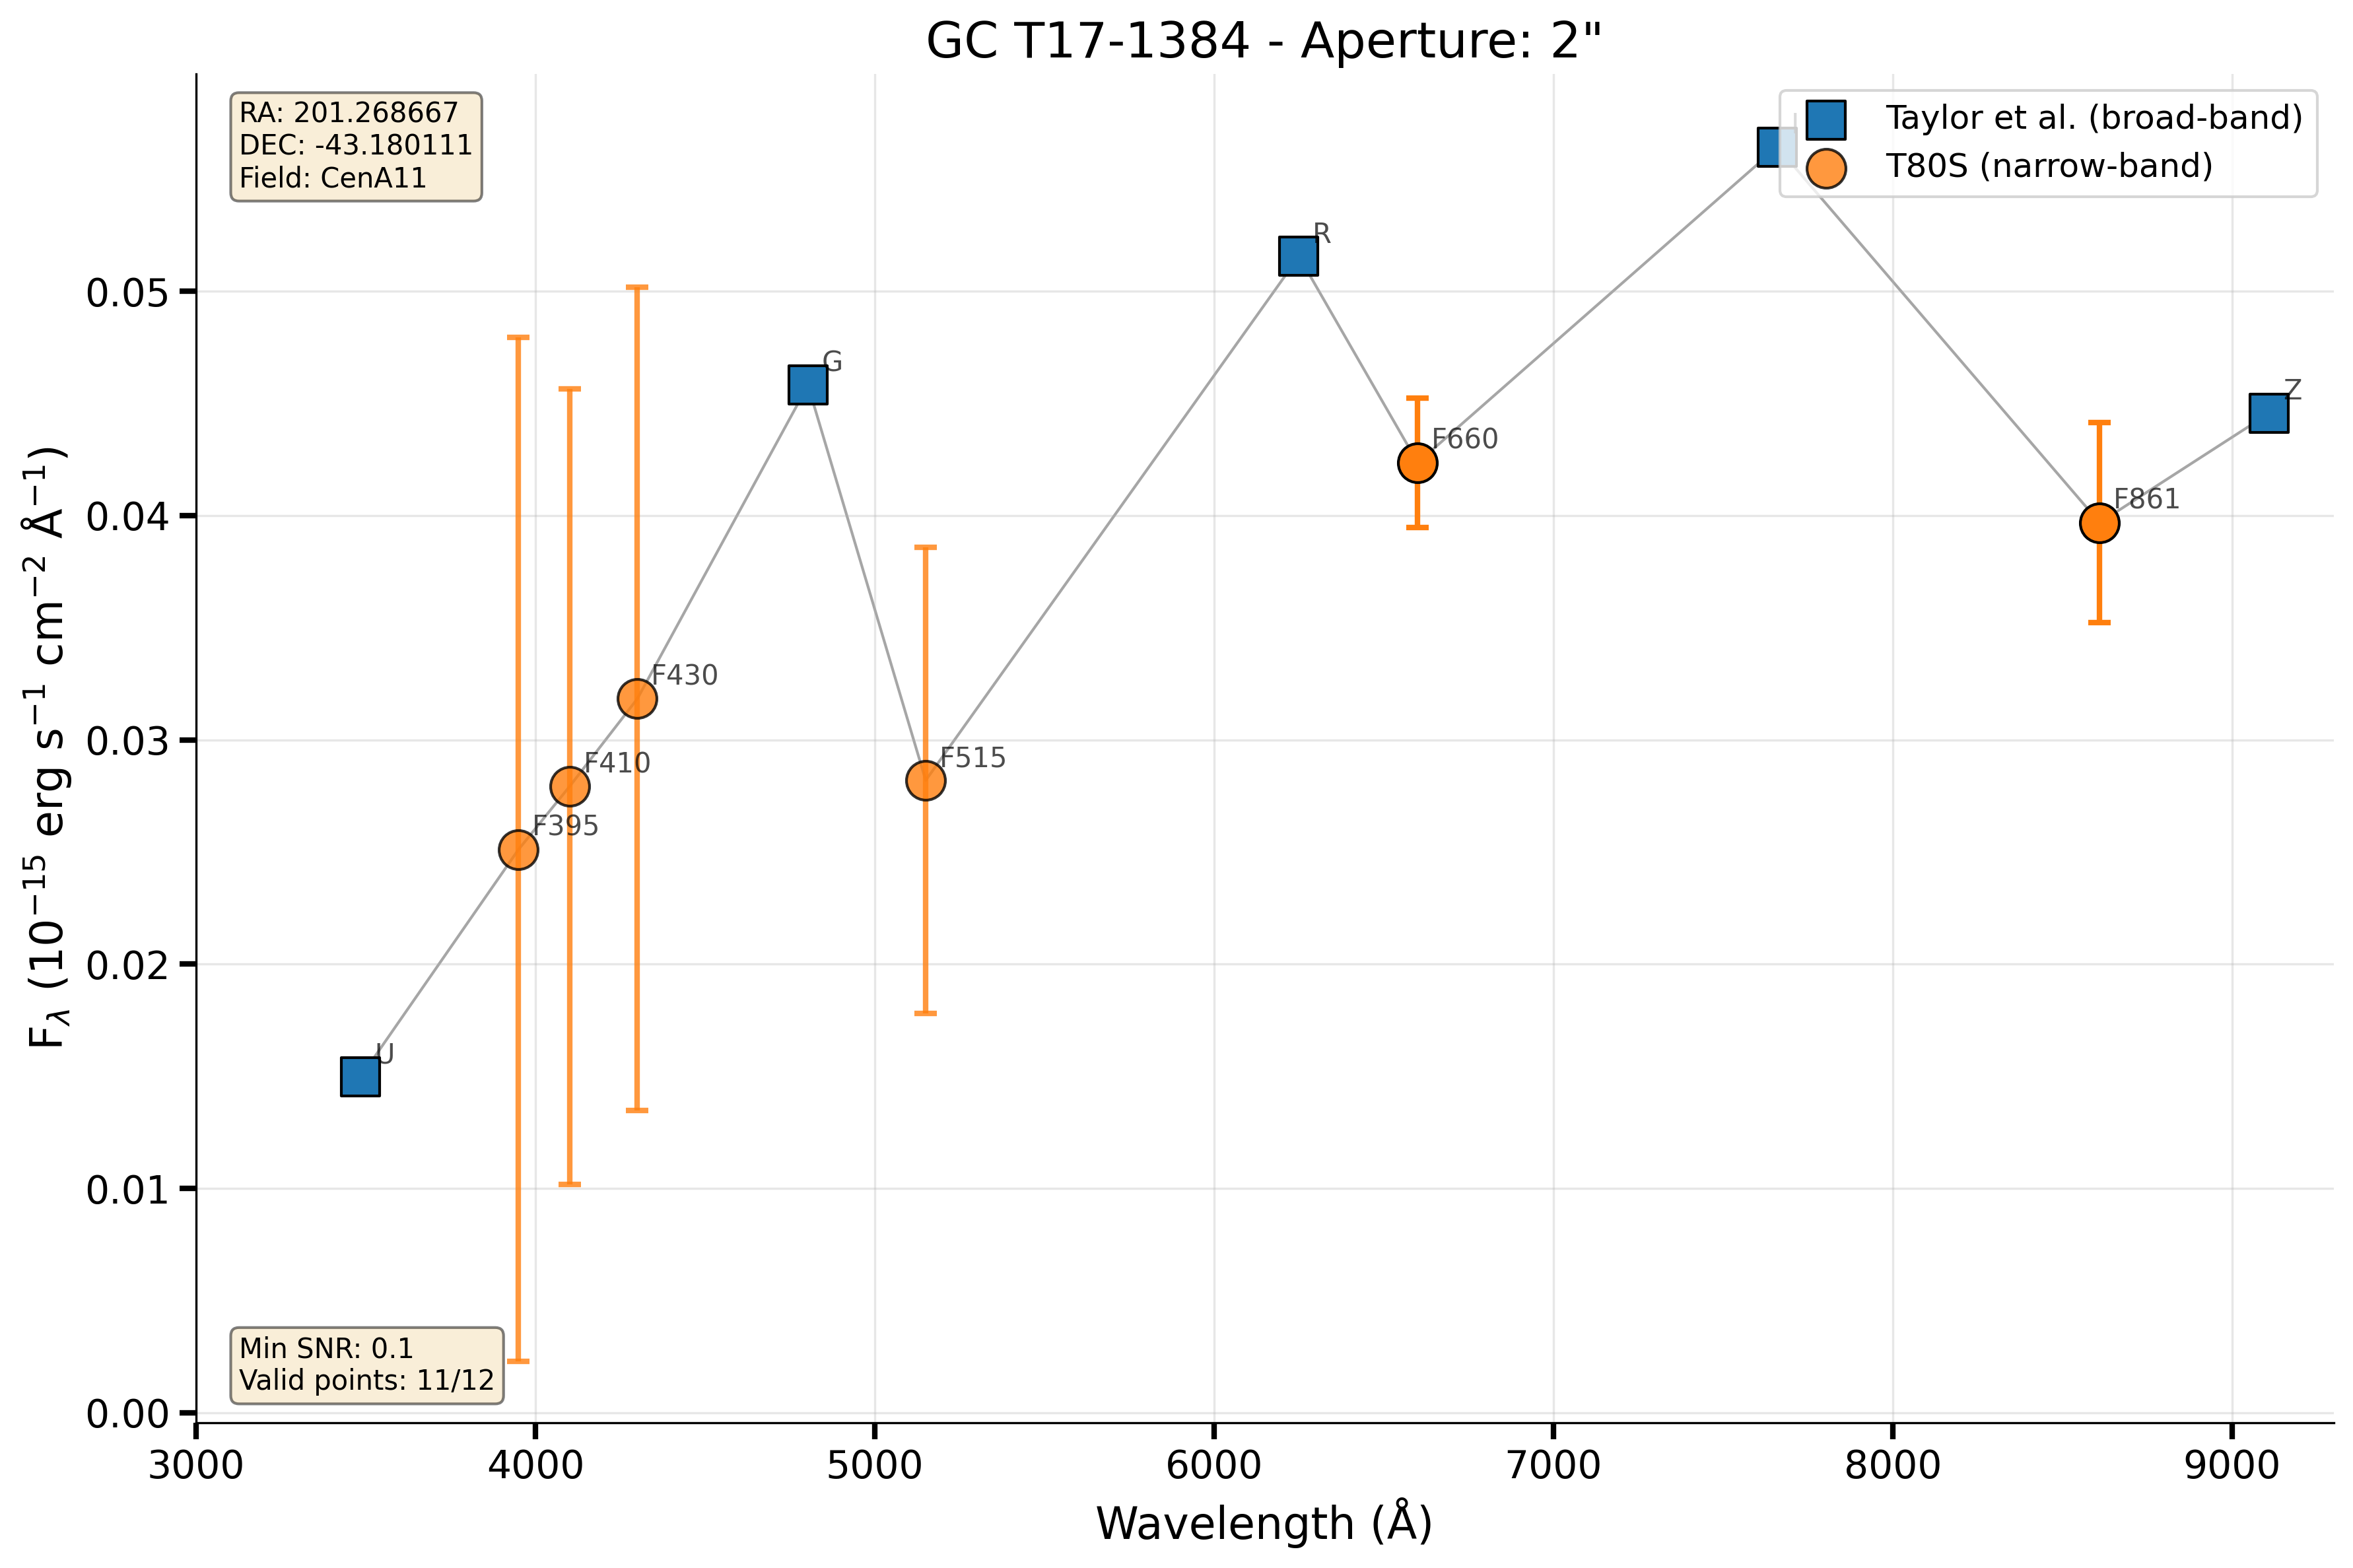 GC T17-1384 - Aperture: 2"
RA: 201.268667
DEC: -43.180111
Field: CenA11
Taylor et al. (broad-band)
T80S (narrow-band)
I
R
G
Z
F660
F861
F430
F515
F410
F395
U
Min SNR: 0.1
Valid points: 11/12
0.05
0.04
0.03
0.02
0.01
0.00
F_λ (10⁻¹⁵ erg s⁻¹ cm⁻² Å⁻¹)
3000 4000 5000 6000 7000 8000 9000
Wavelength (Å)